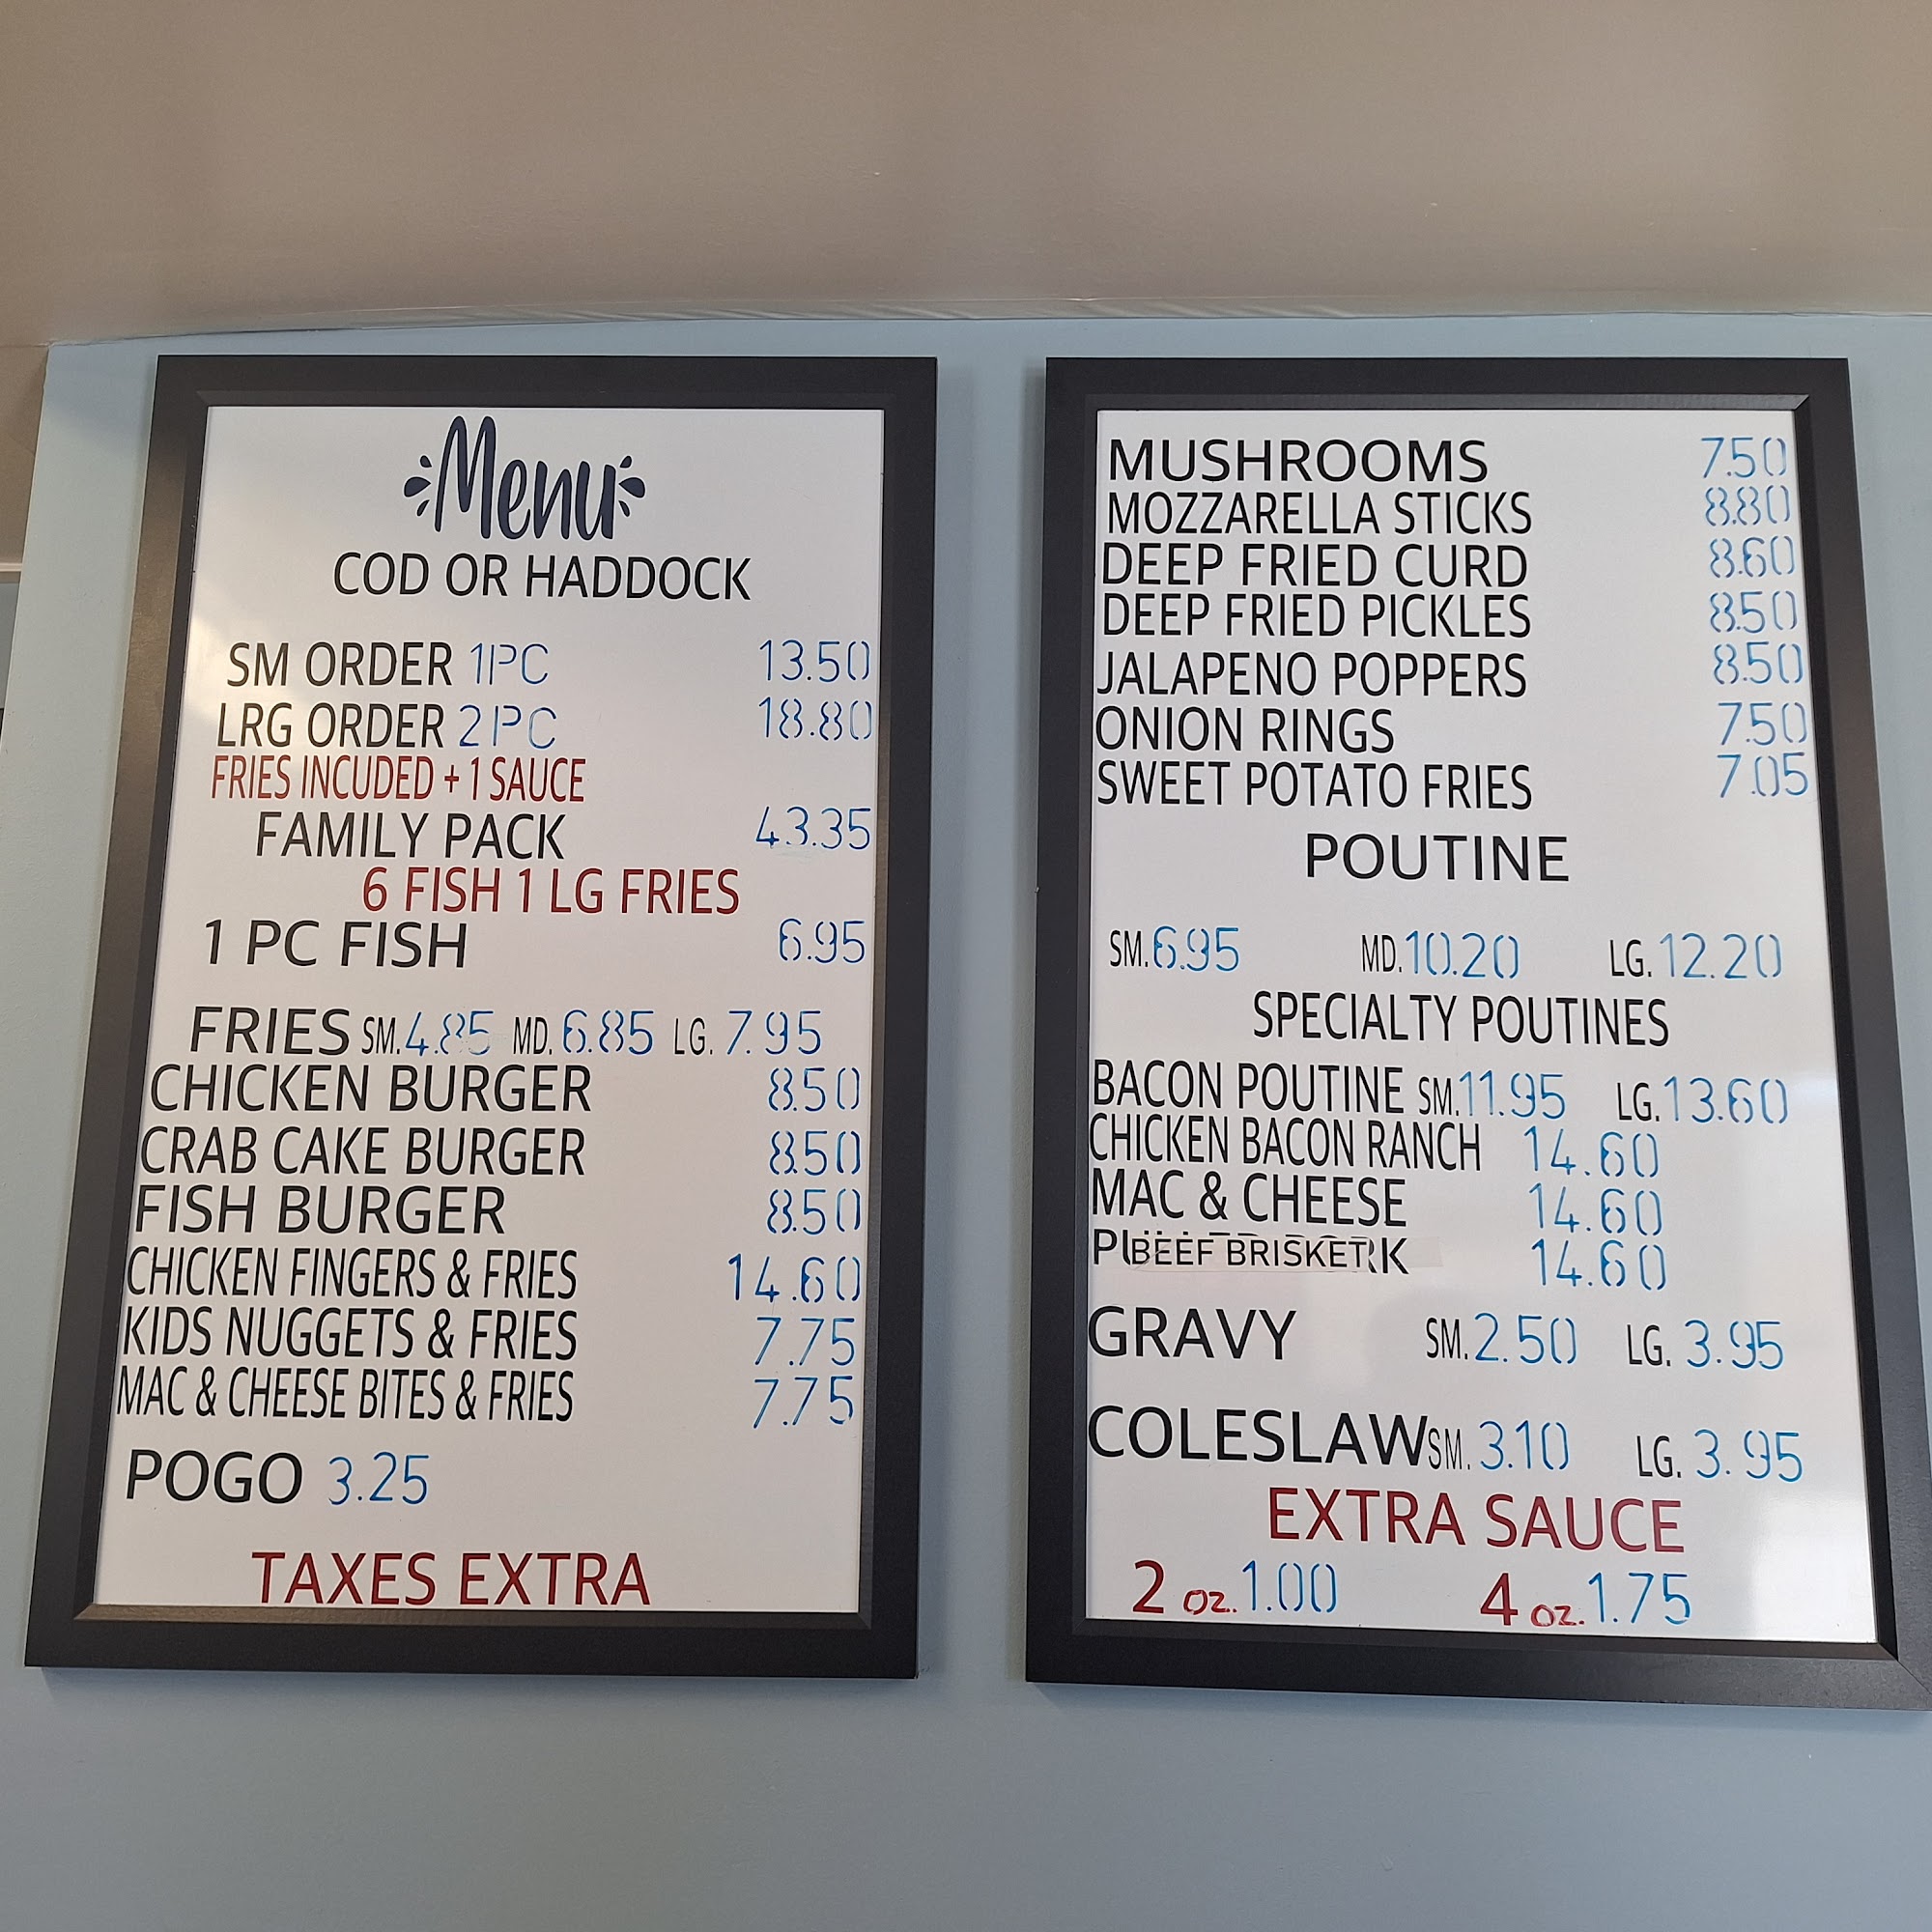 Menu
COD OR HADDOCK
SM ORDER 1PC 13.50
LRG ORDER 2PC 18.80
FRIES INCUDED + 1 SAUCE
FAMILY PACK 43.35
6 FISH 1 LG FRIES
1 PC FISH 6.95
FRIES SM. 4.85 MD. 6.85 LG. 7.95
CHICKEN BURGER 8.50
CRAB CAKE BURGER 8.50
FISH BURGER 8.50
CHICKEN FINGERS & FRIES 14.60
KIDS NUGGETS & FRIES 7.75
MAC & CHEESE BITES & FRIES 7.75
POGO 3.25
TAXES EXTRA
MUSHROOMS 7.50
MOZZARELLA STICKS 8.80
DEEP FRIED CURD 8.60
DEEP FRIED PICKLES 8.50
JALAPENO POPPERS 8.50
ONION RINGS 7.50
SWEET POTATO FRIES 7.05
POUTINE
SM. 6.95 MD. 10.20 LG. 12.20
SPECIALTY POUTINES
BACON POUTINE SM. 11.95 LG. 13.60
CHICKEN BACON RANCH 14.60
MAC & CHEESE 14.60
BEEF BRISKET 14.60
GRAVY SM. 2.50 LG. 3.95
COLESLAW SM. 3.10 LG. 3.95
EXTRA SAUCE
2 oz. 1.00 4 oz. 1.75